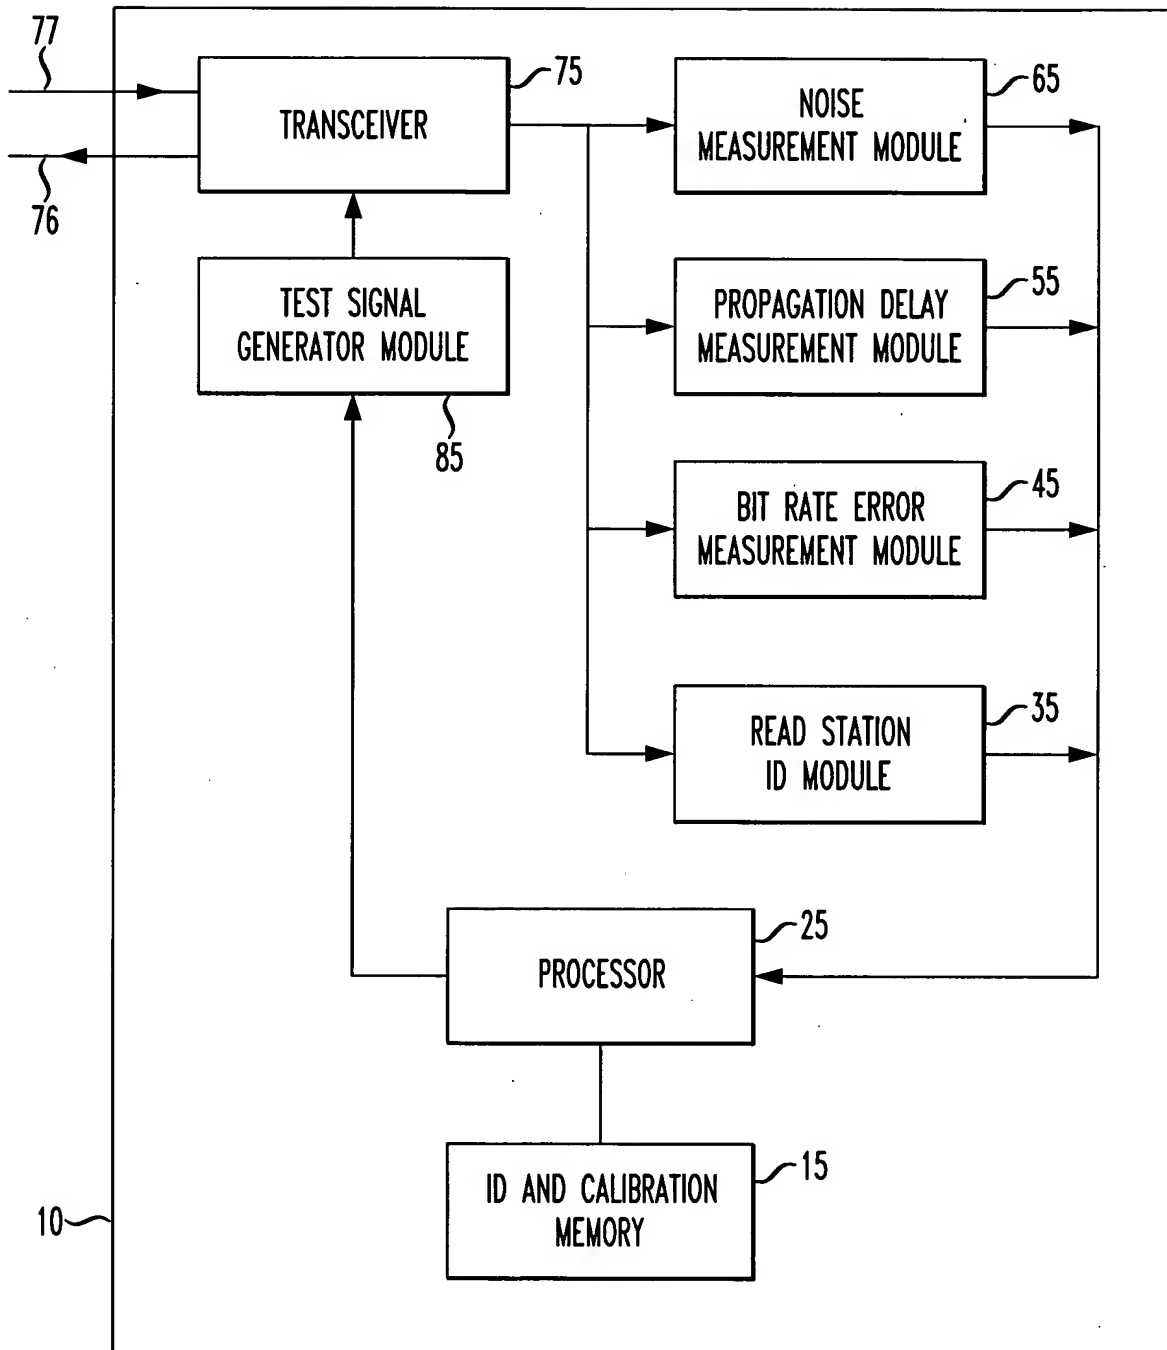 77
TRANSCEIVER
75
76
NOISE
MEASUREMENT MODULE
65
TEST SIGNAL
GENERATOR MODULE
85
PROPAGATION DELAY
MEASUREMENT MODULE
55
BIT RATE ERROR
MEASUREMENT MODULE
45
READ STATION
ID MODULE
35
PROCESSOR
25
ID AND CALIBRATION
MEMORY
15
10